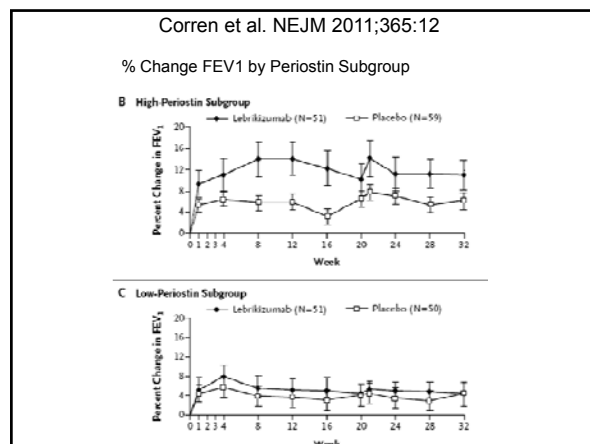 Corren et al. NEJM 2011;365:12
% Change FEV1 by Periostin Subgroup
B High-Periostin Subgroup
Lebrikizumab (N=51) Placebo (N=59)
Percent Change in FEV₁
20
16
12
8
4
0
0 1 2 3 4 8 12 16 20 24 28 32
Week
C Low-Periostin Subgroup
Lebrikizumab (N=51) Placebo (N=50)
Percent Change in FEV₁
20
16
12
8
4
0
0 1 2 3 4 8 12 16 20 24 28 32
Week